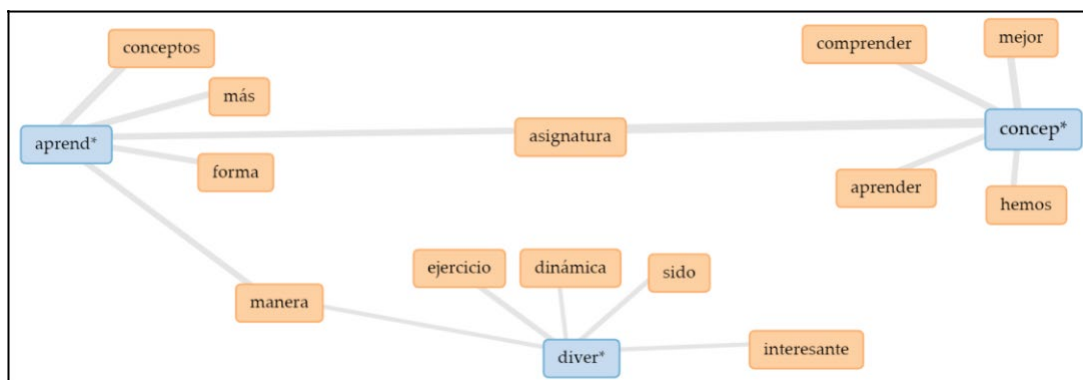 conceptos
comprender
mejor
más
aprend*
asignatura
concep*
forma
aprender
hemos
ejercicio
dinámica
sido
manera
diver*
interesante